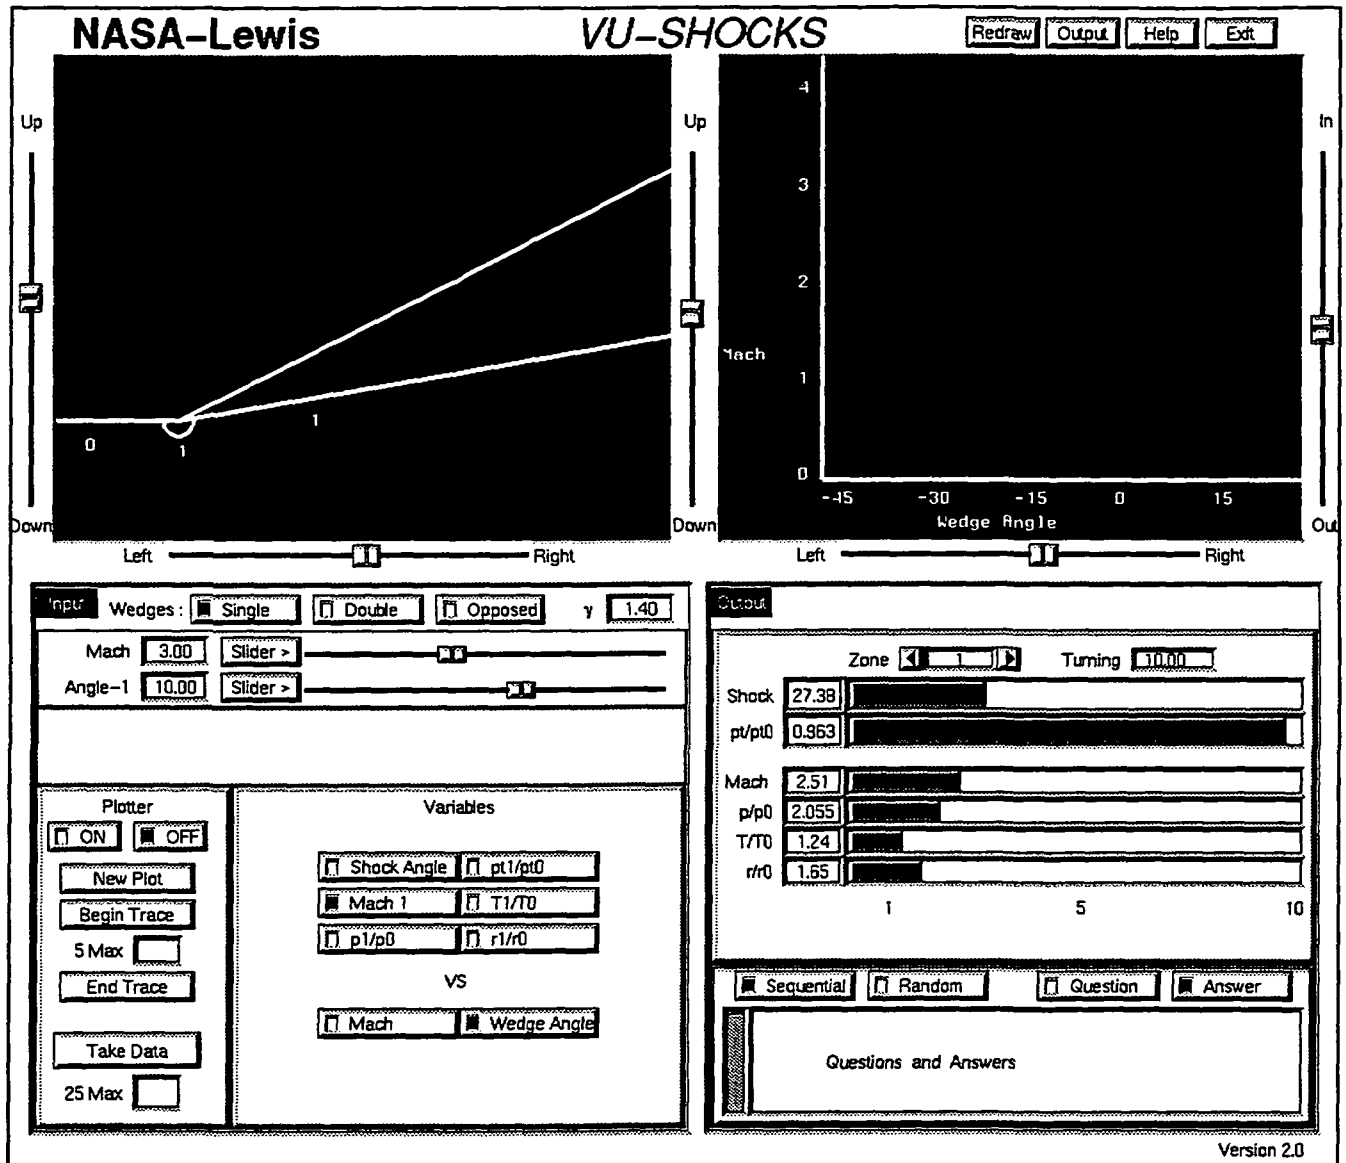 NASA-Lewis VU-SHOCKS Redraw Output Help Exit
Up Up In
4
3
2
Mach
1
0
0 1 1
-45 -30 -15 0 15
Wedge Angle
Down Down Out
Left Right Left Right
Input Wedges : Single Double Opposed γ 1.40
Mach 3.00 Slider >
Angle-1 10.00 Slider >
Plotter
ON OFF
New Plot
Begin Trace
5 Max
End Trace
Take Data
25 Max
Variables
Shock Angle pt1/pt0
Mach 1 T1/T0
p1/p0 r1/r0
VS
Mach Wedge Angle
Output
Zone 1 Turning 10.00
Shock 27.38
pt/pt0 0.963
Mach 2.51
p/p0 2.055
T/T0 1.24
r/r0 1.65
1 5 10
Sequential Random Question Answer
Questions and Answers
Version 2.0